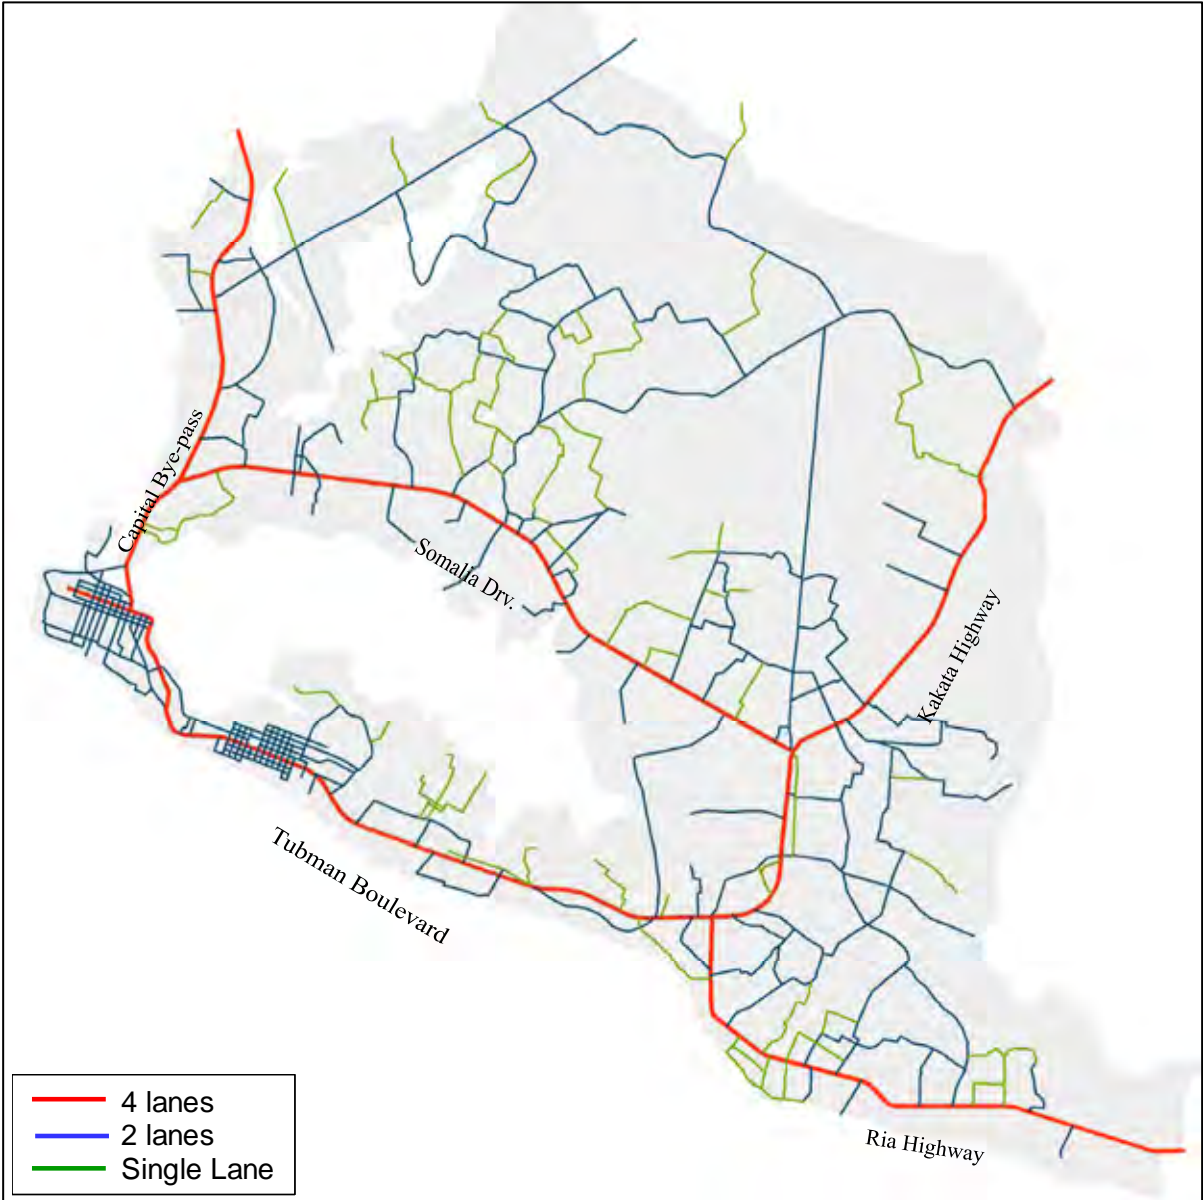 Capital Bye-pass
Somalia Drv.
Kakata Highway
Tubman Boulevard
Ria Highway
4 lanes
2 lanes
Single Lane